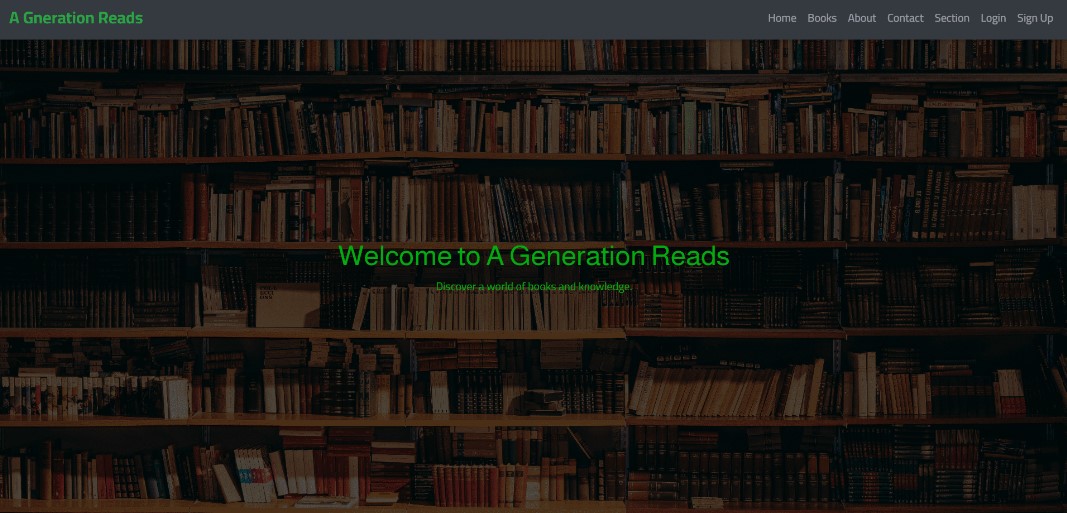 A Gneration Reads
Home Books About Contact Section Login Sign Up
Welcome to A Generation Reads
Discover a world of books and knowledge.